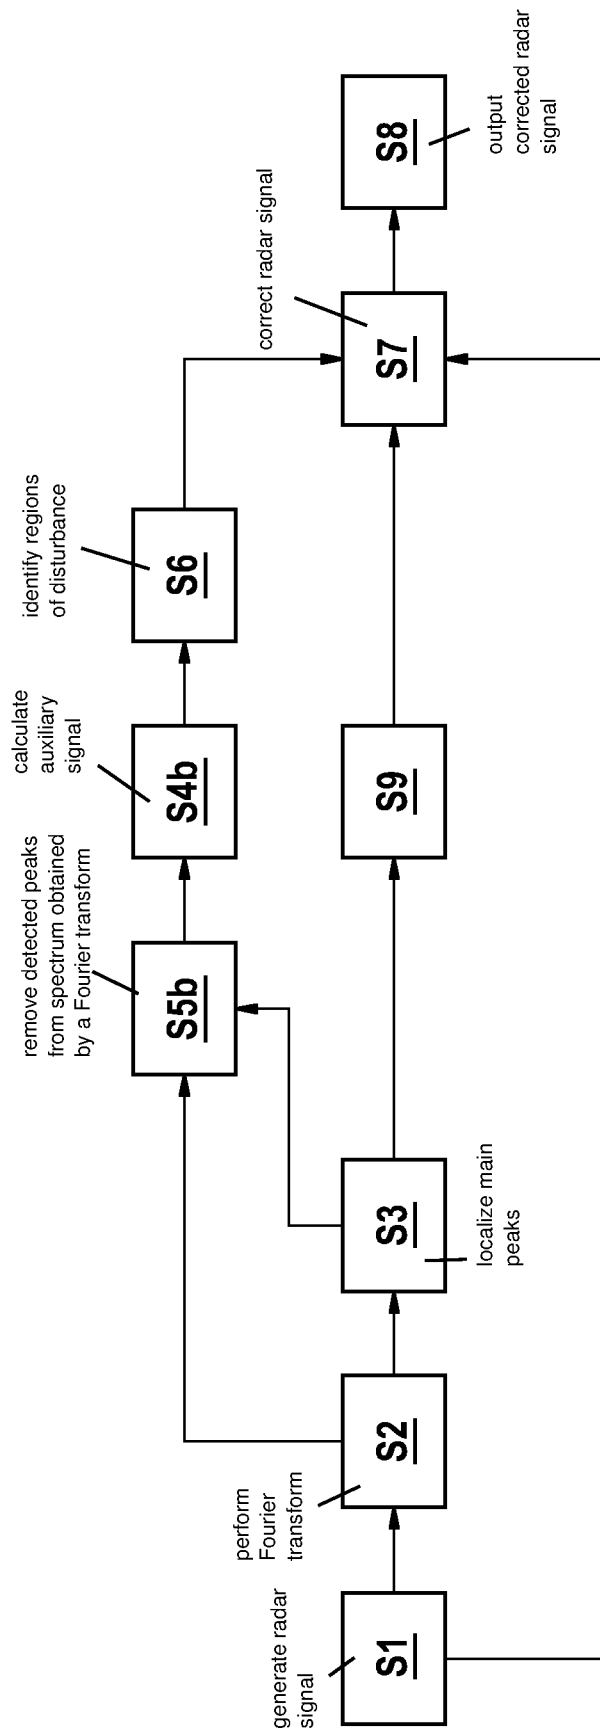 S1
generate radar
signal
S2
perform
Fourier
transform
S3
localize main
peaks
S5b
remove detected peaks
from spectrum obtained
by a Fourier transform
S4b
calculate
auxiliary
signal
S9
S6
identify regions
of disturbance
S7
correct radar signal
S8
output
corrected radar
signal